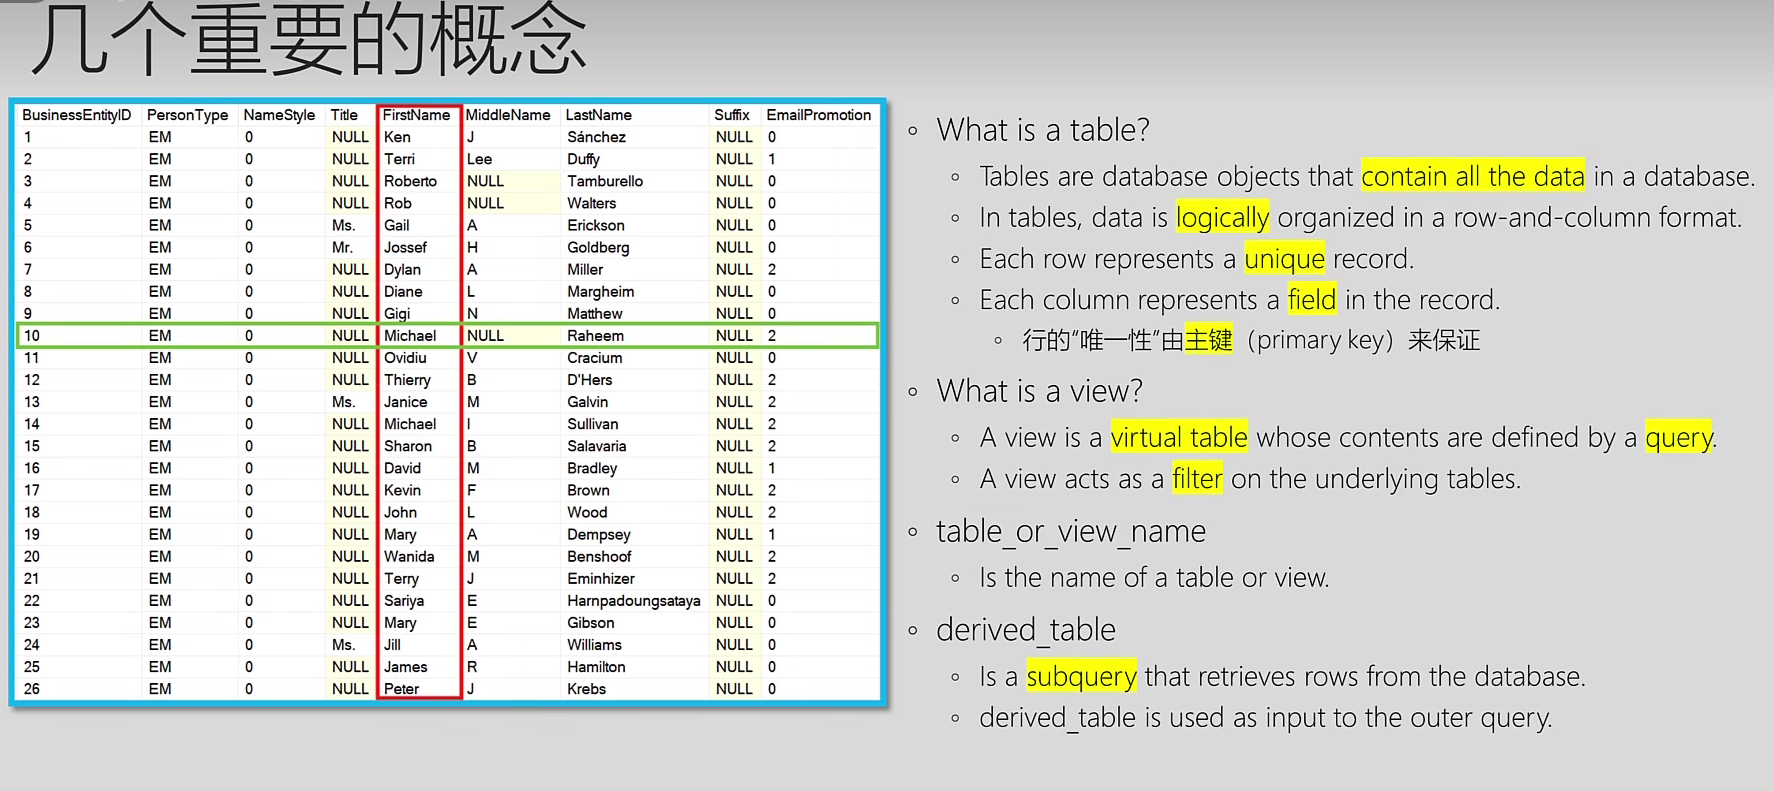 几个重要的概念
BusinessEntityID PersonType NameStyle Title FirstName MiddleName LastName Suffix EmailPromotion
1 EM 0 NULL Ken J Sánchez NULL 0
2 EM 0 NULL Terri Lee Duffy NULL 1
3 EM 0 NULL Roberto NULL Tamburello NULL 0
4 EM 0 NULL Rob NULL Walters NULL 0
5 EM 0 Ms. Gail A Erickson NULL 0
6 EM 0 Mr. Jossef H Goldberg NULL 0
7 EM 0 NULL Dylan A Miller NULL 2
8 EM 0 NULL Diane L Margheim NULL 0
9 EM 0 NULL Gigi N Matthew NULL 0
10 EM 0 NULL Michael NULL Raheem NULL 2
11 EM 0 NULL Ovidiu V Cracium NULL 0
12 EM 0 NULL Thierry B D'Hers NULL 2
13 EM 0 Ms. Janice M Galvin NULL 2
14 EM 0 NULL Michael I Sullivan NULL 2
15 EM 0 NULL Sharon B Salavaria NULL 2
16 EM 0 NULL David M Bradley NULL 1
17 EM 0 NULL Kevin F Brown NULL 2
18 EM 0 NULL John L Wood NULL 2
19 EM 0 NULL Mary A Dempsey NULL 1
20 EM 0 NULL Wanida M Benshoof NULL 2
21 EM 0 NULL Terry J Eminhizer NULL 2
22 EM 0 NULL Sariya E Harnpadoungsataya NULL 0
23 EM 0 NULL Mary E Gibson NULL 0
24 EM 0 Ms. Jill A Williams NULL 0
25 EM 0 NULL James R Hamilton NULL 0
26 EM 0 NULL Peter J Krebs NULL 0
What is a table?
Tables are database objects that contain all the data in a database.
In tables, data is logically organized in a row-and-column format.
Each row represents a unique record.
Each column represents a field in the record.
行的“唯一性”由主键（primary key）来保证
What is a view?
A view is a virtual table whose contents are defined by a query.
A view acts as a filter on the underlying tables.
table_or_view_name
Is the name of a table or view.
derived_table
Is a subquery that retrieves rows from the database.
derived_table is used as input to the outer query.